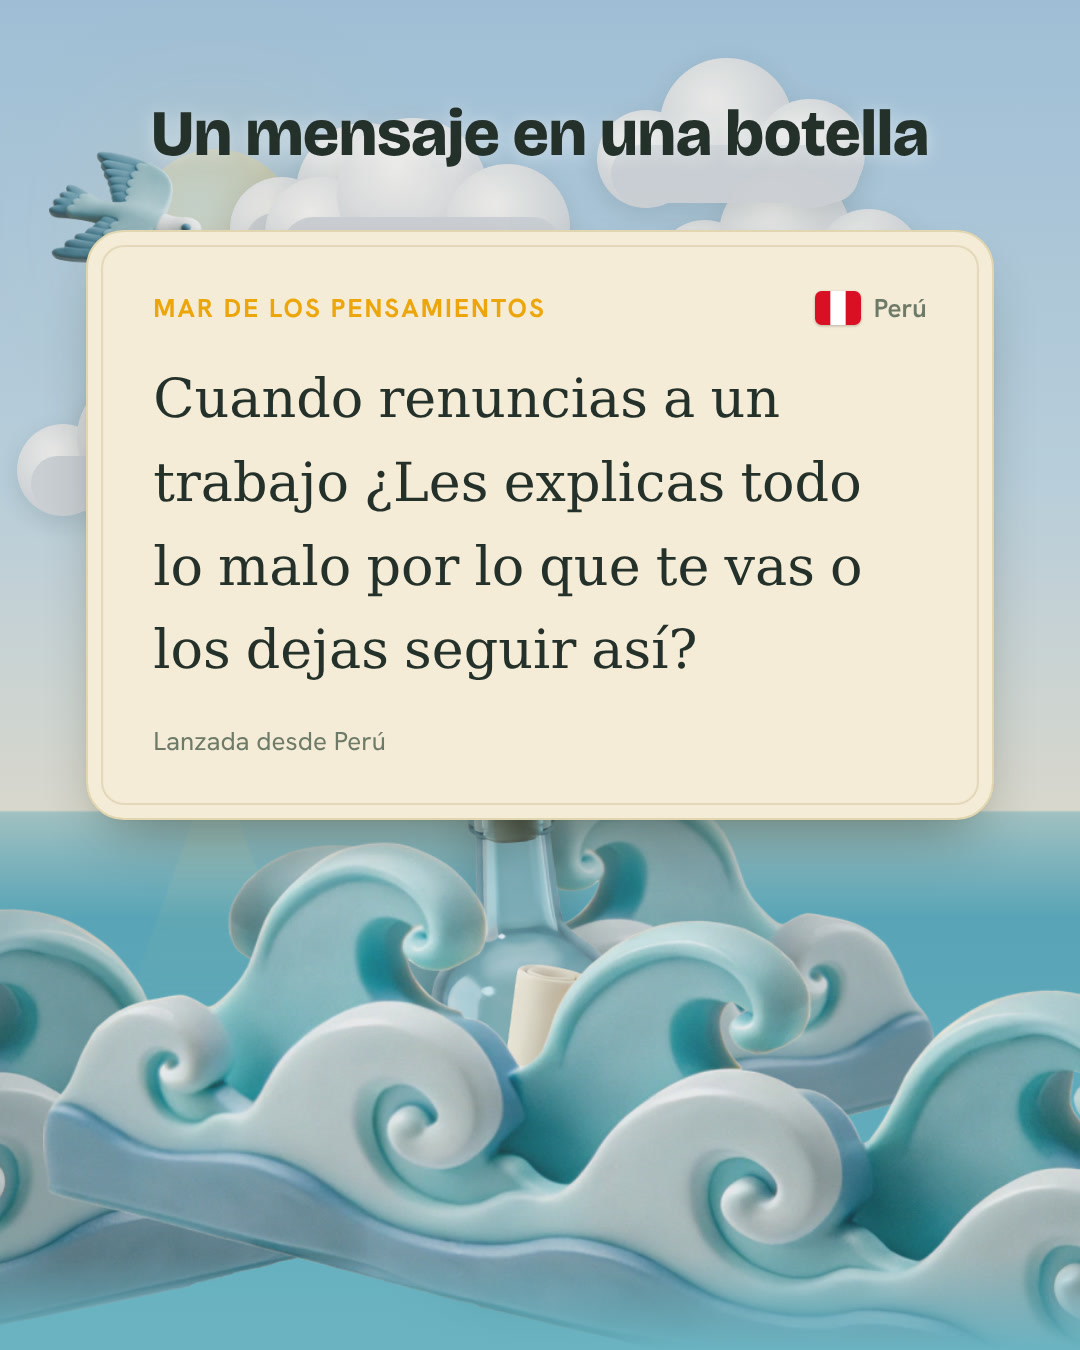 Un mensaje en una botella
MAR DE LOS PENSAMIENTOS
Perú
Cuando renuncias a un
trabajo ¿Les explicas todo
lo malo por lo que te vas o
los dejas seguir así?
Lanzada desde Perú